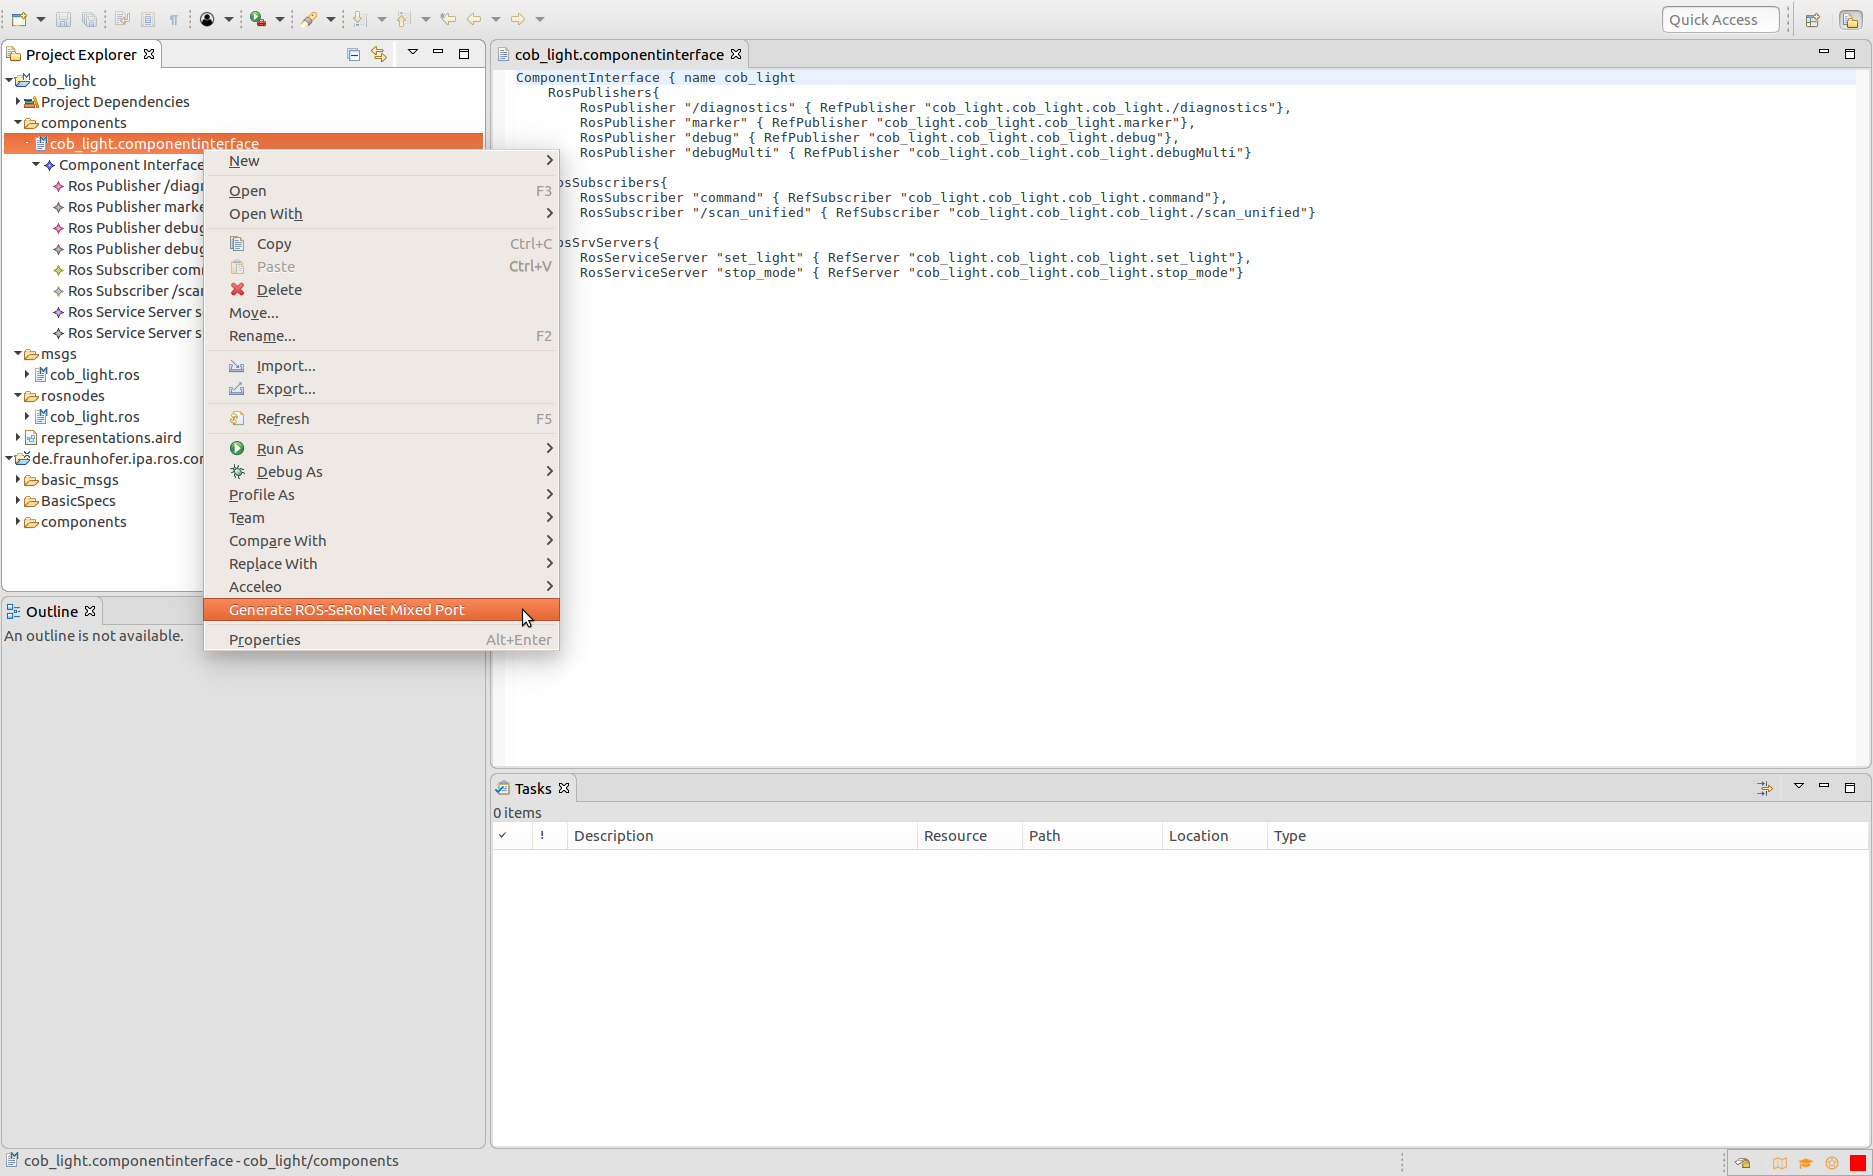 Quick Access
Project Explorer
cob_light
Project Dependencies
components
cob_light.componentinterface
Component Interface
Ros Publisher /diagn
Ros Publisher marke
Ros Publisher debug
Ros Publisher debug
Ros Subscriber com
Ros Subscriber /scan
Ros Service Server s
Ros Service Server s
msgs
cob_light.ros
rosnodes
cob_light.ros
representations.aird
de.fraunhofer.ipa.ros.co
basic_msgs
BasicSpecs
components
New
Open F3
Open With
Copy Ctrl+C
Paste Ctrl+V
Delete
Move...
Rename... F2
Import...
Export...
Refresh F5
Run As
Debug As
Profile As
Team
Compare With
Replace With
Acceleo
Generate ROS-SeRoNet Mixed Port
Properties Alt+Enter
cob_light.componentinterface
ComponentInterface { name cob_light
RosPublishers{
RosPublisher "/diagnostics" { RefPublisher "cob_light.cob_light.cob_light./diagnostics"},
RosPublisher "marker" { RefPublisher "cob_light.cob_light.cob_light.marker"},
RosPublisher "debug" { RefPublisher "cob_light.cob_light.cob_light.debug"},
RosPublisher "debugMulti" { RefPublisher "cob_light.cob_light.cob_light.debugMulti"}
osSubscribers{
RosSubscriber "command" { RefSubscriber "cob_light.cob_light.cob_light.command"},
RosSubscriber "/scan_unified" { RefSubscriber "cob_light.cob_light.cob_light./scan_unified"}
osSrvServers{
RosServiceServer "set_light" { RefServer "cob_light.cob_light.cob_light.set_light"},
RosServiceServer "stop_mode" { RefServer "cob_light.cob_light.cob_light.stop_mode"}
Outline
An outline is not available.
Tasks
0 items
! Description Resource Path Location Type
cob_light.componentinterface - cob_light/components